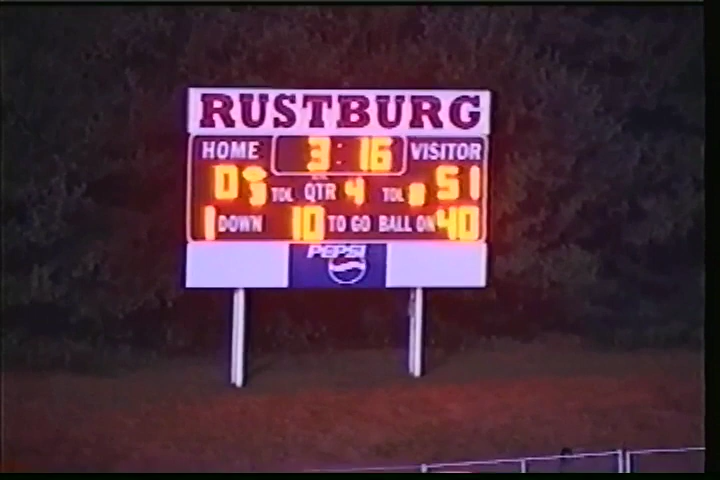 RUSTBURG
HOME 3:16 VISITOR
0 3 TOL QTR 4 TOL 51
1 DOWN 10 TO GO BALL ON 40
PEPSI